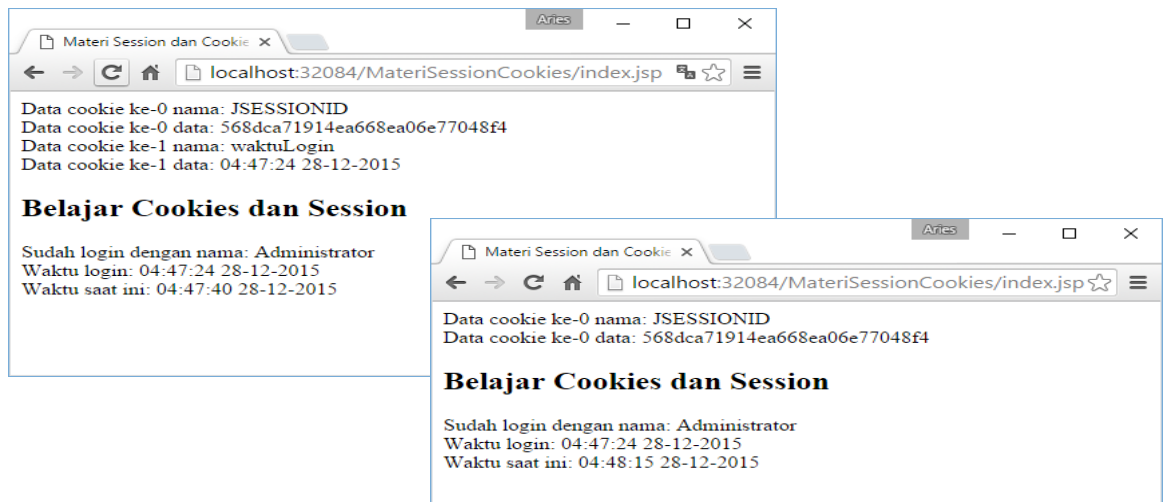 Aries
Materi Session dan Cookie
localhost:32084/MateriSessionCookies/index.jsp
Data cookie ke-0 nama: JSESSIONID
Data cookie ke-0 data: 568dca71914ea668ea06e77048f4
Data cookie ke-1 nama: waktuLogin
Data cookie ke-1 data: 04:47:24 28-12-2015
Belajar Cookies dan Session
Sudah login dengan nama: Administrator
Waktu login: 04:47:24 28-12-2015
Waktu saat ini: 04:47:40 28-12-2015
Aries
Materi Session dan Cookie
localhost:32084/MateriSessionCookies/index.jsp
Data cookie ke-0 nama: JSESSIONID
Data cookie ke-0 data: 568dca71914ea668ea06e77048f4
Belajar Cookies dan Session
Sudah login dengan nama: Administrator
Waktu login: 04:47:24 28-12-2015
Waktu saat ini: 04:48:15 28-12-2015